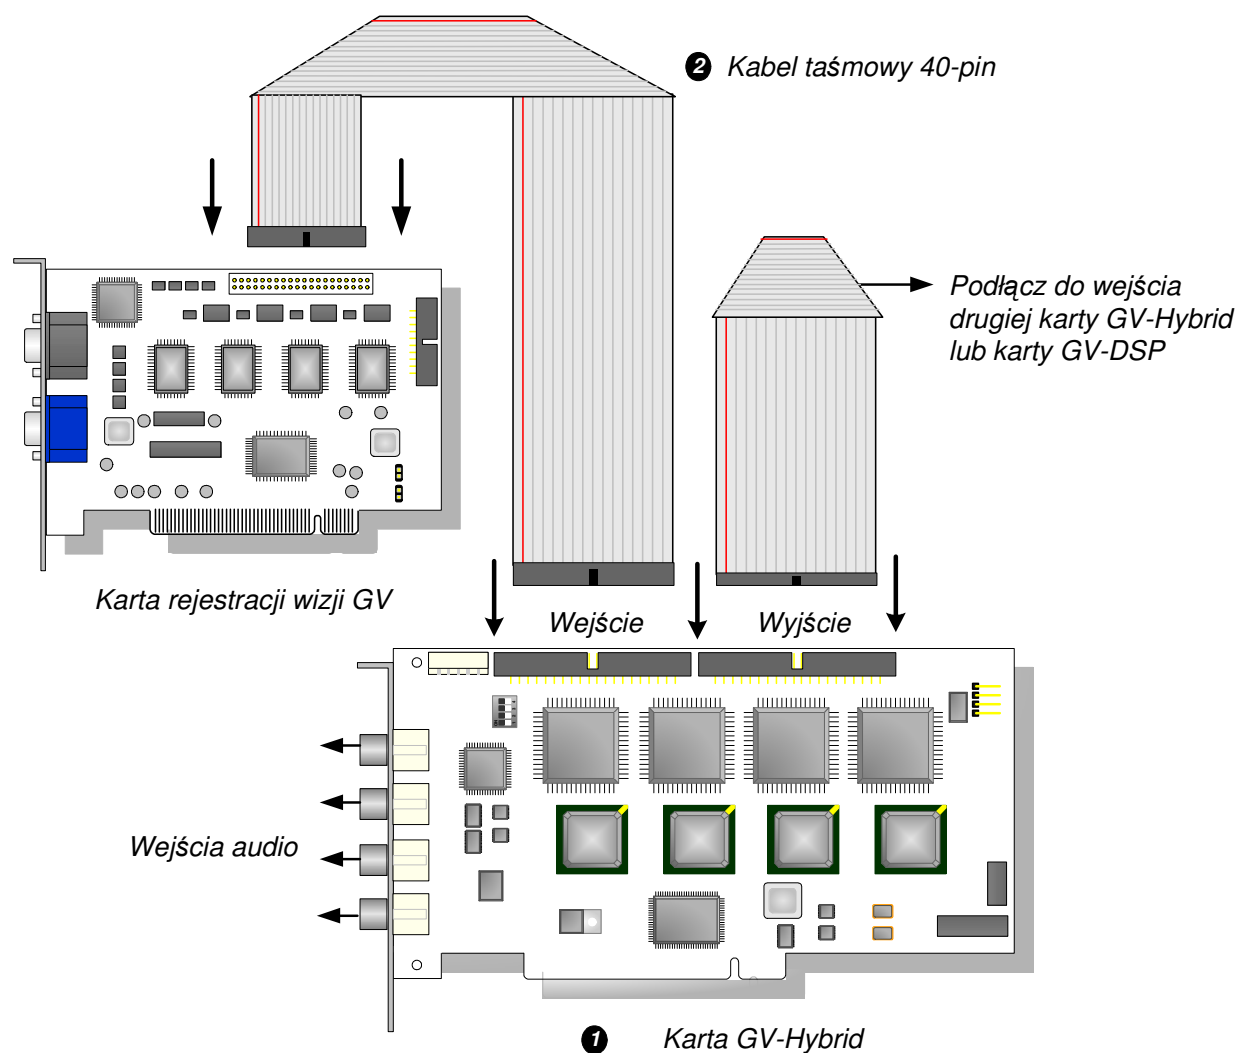 2 Kabel taśmowy 40-pin
Podłącz do wejścia
drugiej karty GV-Hybrid
lub karty GV-DSP
Karta rejestracji wizji GV
Wejście
Wyjście
Wejścia audio
1 Karta GV-Hybrid